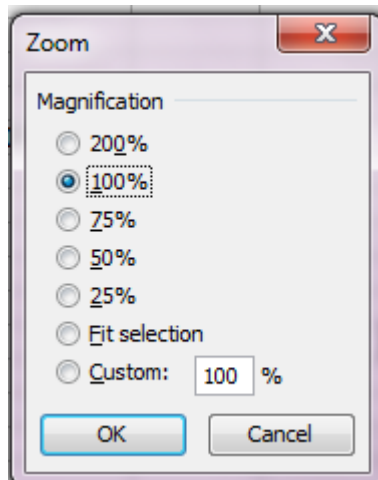 Zoom
Magnification
200%
100%
75%
50%
25%
Fit selection
Custom: 100 %
OK Cancel